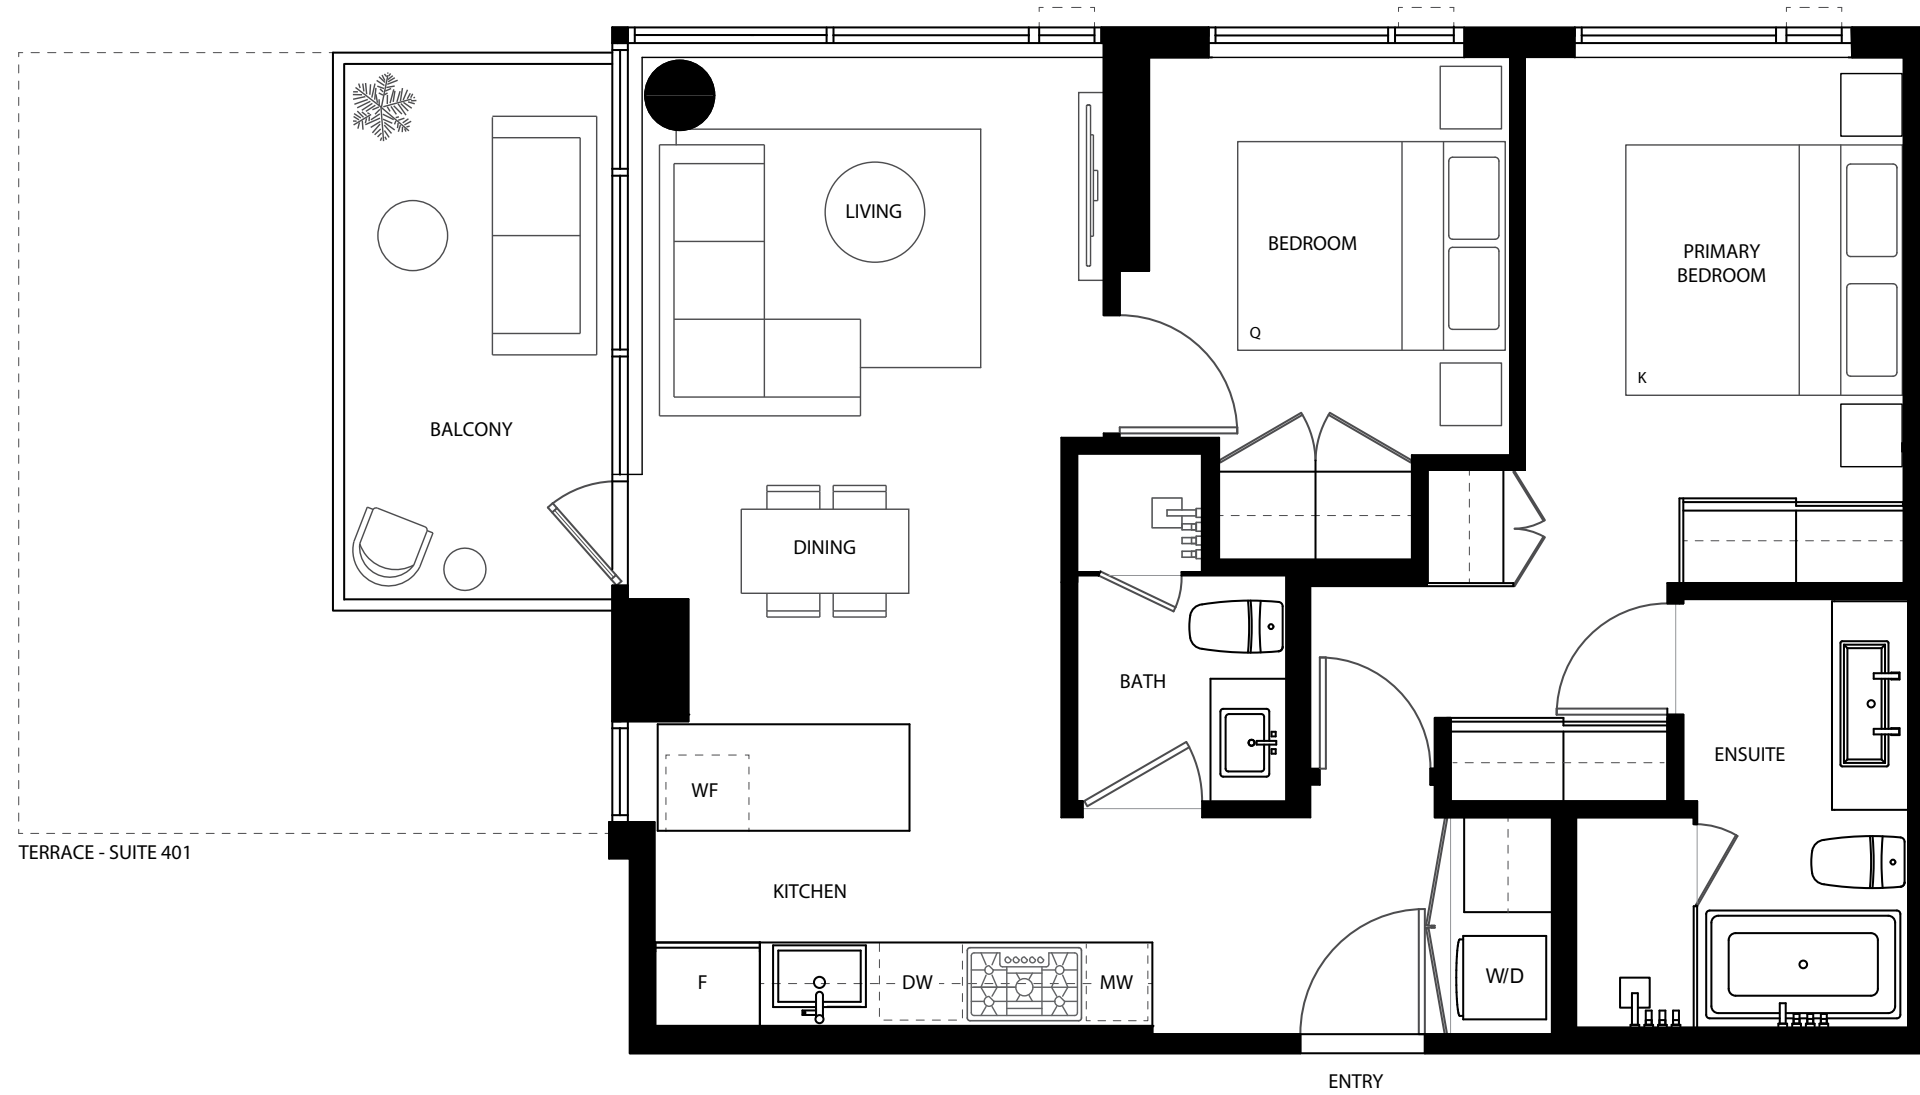 LIVING
BEDROOM
PRIMARY
BEDROOM
Q
K
BALCONY
DINING
BATH
ENSUITE
WF
TERRACE - SUITE 401
KITCHEN
F
DW
MW
W/D
ENTRY